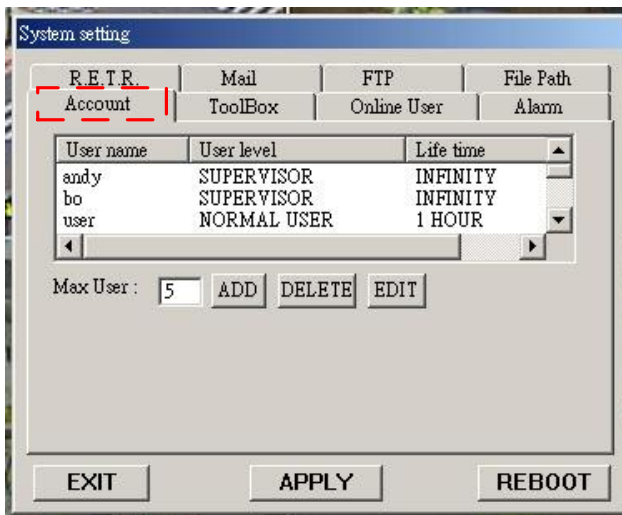 System setting
R.E.T.R. Mail FTP File Path
Account ToolBox Online User Alarm
User name User level Life time
andy SUPERVISOR INFINITY
bo SUPERVISOR INFINITY
user NORMAL USER 1 HOUR
Max User : 5 ADD DELETE EDIT
EXIT APPLY REBOOT